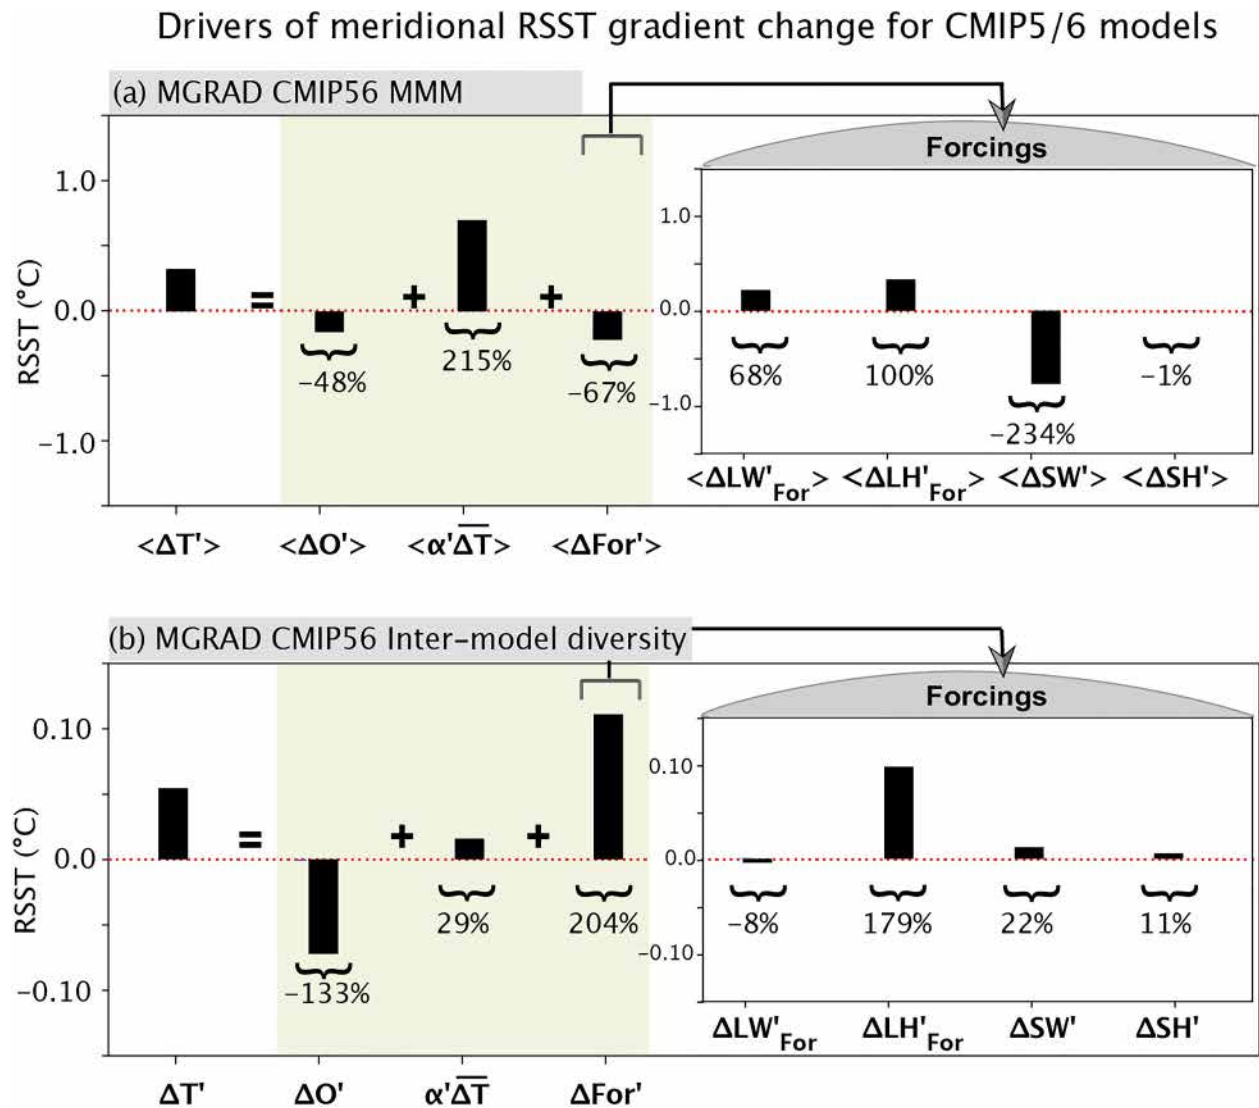 Drivers of meridional RSST gradient change for CMIP5/6 models
(a) MGRAD CMIP56 MMM
Forcings
RSST (°C)
1.0
0.0
−1.0
=
+
+
−48%
215%
−67%
1.0
0.0
−1.0
68%
100%
−234%
−1%
<ΔLW'For> <ΔLH'For> <ΔSW'> <ΔSH'>
<ΔT'> <ΔO'> <α'Δ̅T̅> <ΔFor'>
(b) MGRAD CMIP56 Inter−model diversity
Forcings
RSST (°C)
0.10
0.0
−0.10
=
+
+
−133%
29%
204%
0.10
0.0
−0.10
−8%
179%
22%
11%
ΔLW'For ΔLH'For ΔSW' ΔSH'
ΔT' ΔO' α'Δ̅T̅ ΔFor'